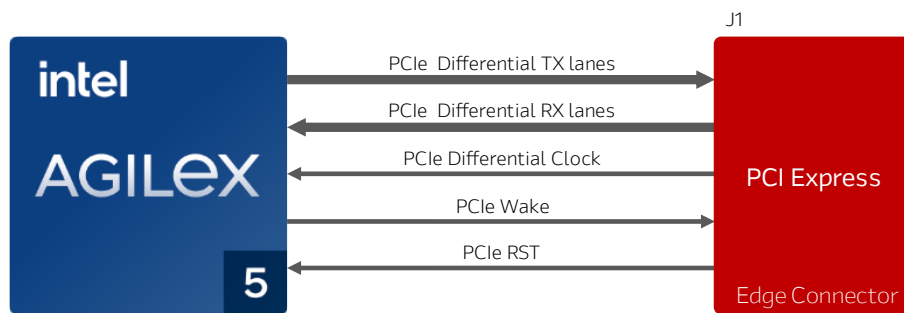 J1
intel
AGILEX
5
PCIe Differential TX lanes
PCIe Differential RX lanes
PCIe Differential Clock
PCIe Wake
PCIe RST
PCI Express
Edge Connector